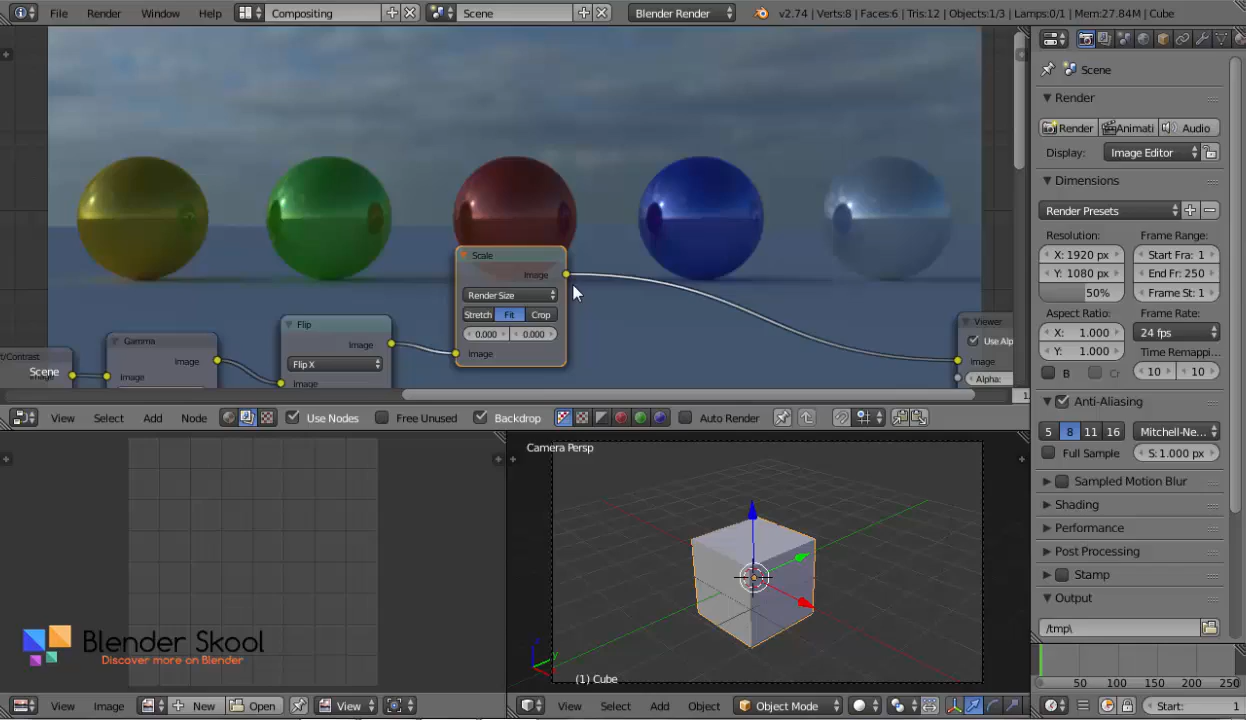 File Render Window Help Compositing Scene Blender Render v2.74 | Verts:8 | Faces:6 | Tris:12 | Objects:1/3 | Lamps:0/1 | Mem:27.84M | Cube
Scene
Render
Render Animati Audio
Display: Image Editor
Dimensions
Render Presets
Resolution: Frame Range:
X: 1920 px Start Fra: 1
Y: 1080 px End Fr: 250
50% Frame St: 1
Aspect Ratio: Frame Rate:
X: 1.000 24 fps
Y: 1.000 Time Remappi...
B Cr 10 10
Anti-Aliasing
5 8 11 16 Mitchell-Ne...
Full Sample S: 1.000 px
Sampled Motion Blur
Shading
Performance
Post Processing
Stamp
Output
/tmp\
Scale
Image
Render Size
Stretch Fit Crop
0.000 0.000
Image
Flip
Image
Flip X
Image
Gamma
Image
Image
t/Contrast
Image
Scene
Viewer
Use Alp
Image
Alpha:
View Select Add Node Use Nodes Free Unused Backdrop Auto Render
Camera Persp
(1) Cube
Blender Skool
Discover more on Blender
View Image New Open View
View Select Add Object Object Mode
0 50 100 150 200 250
Start: 1